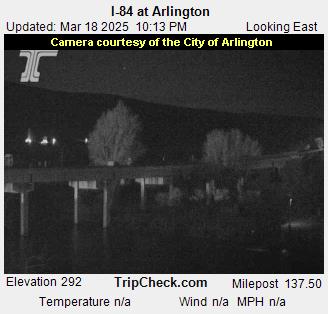 I-84 at Arlington
Updated: Mar 18 2025 10:13 PM Looking East
Camera courtesy of the City of Arlington
Elevation 292 TripCheck.com Milepost 137.50
Temperature n/a Wind n/a MPH n/a